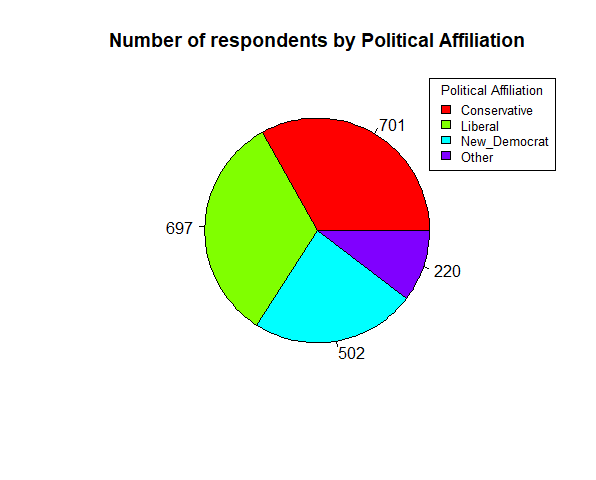 Number of respondents by Political Affiliation
Political Affiliation
Conservative
Liberal
New_Democrat
Other
701
697
220
502